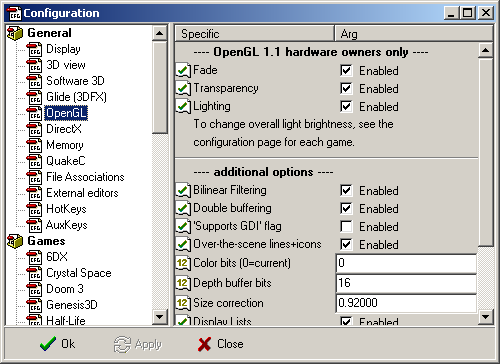 Configuration
General
Display
3D view
Software 3D
Glide (3DFX)
OpenGL
DirectX
Memory
QuakeC
File Associations
External editors
HotKeys
AuxKeys
Games
6DX
Crystal Space
Doom 3
Genesis3D
Half-Life
Specific Arg
---- OpenGL 1.1 hardware owners only ----
Fade Enabled
Transparency Enabled
Lighting Enabled
To change overall light brightness, see the
configuration page for each game.
---- additional options ----
Bilinear Filtering Enabled
Double buffering Enabled
'Supports GDI' flag Enabled
Over-the-scene lines+icons Enabled
Color bits (0=current) 0
Depth buffer bits 16
Size correction 0.92000
Display Lists Enabled
Ok Apply Close